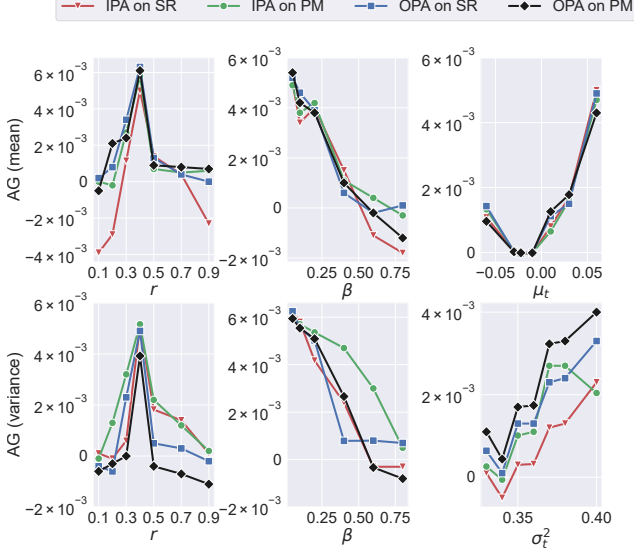 IPA on SR IPA on PM OPA on SR OPA on PM
AG (mean)
6 × 10⁻³
4 × 10⁻³
2 × 10⁻³
0
−2 × 10⁻³
−4 × 10⁻³
0.1 0.3 0.5 0.7 0.9
r
6 × 10⁻³
4 × 10⁻³
2 × 10⁻³
0
−2 × 10⁻³
0.25 0.50 0.75
β
6 × 10⁻³
4 × 10⁻³
2 × 10⁻³
0
−0.05 0.00 0.05
μₜ
AG (variance)
6 × 10⁻³
4 × 10⁻³
2 × 10⁻³
0
−2 × 10⁻³
0.1 0.3 0.5 0.7 0.9
r
6 × 10⁻³
4 × 10⁻³
2 × 10⁻³
0
−2 × 10⁻³
0.25 0.50 0.75
β
4 × 10⁻³
2 × 10⁻³
0
0.35 0.40
σₜ²